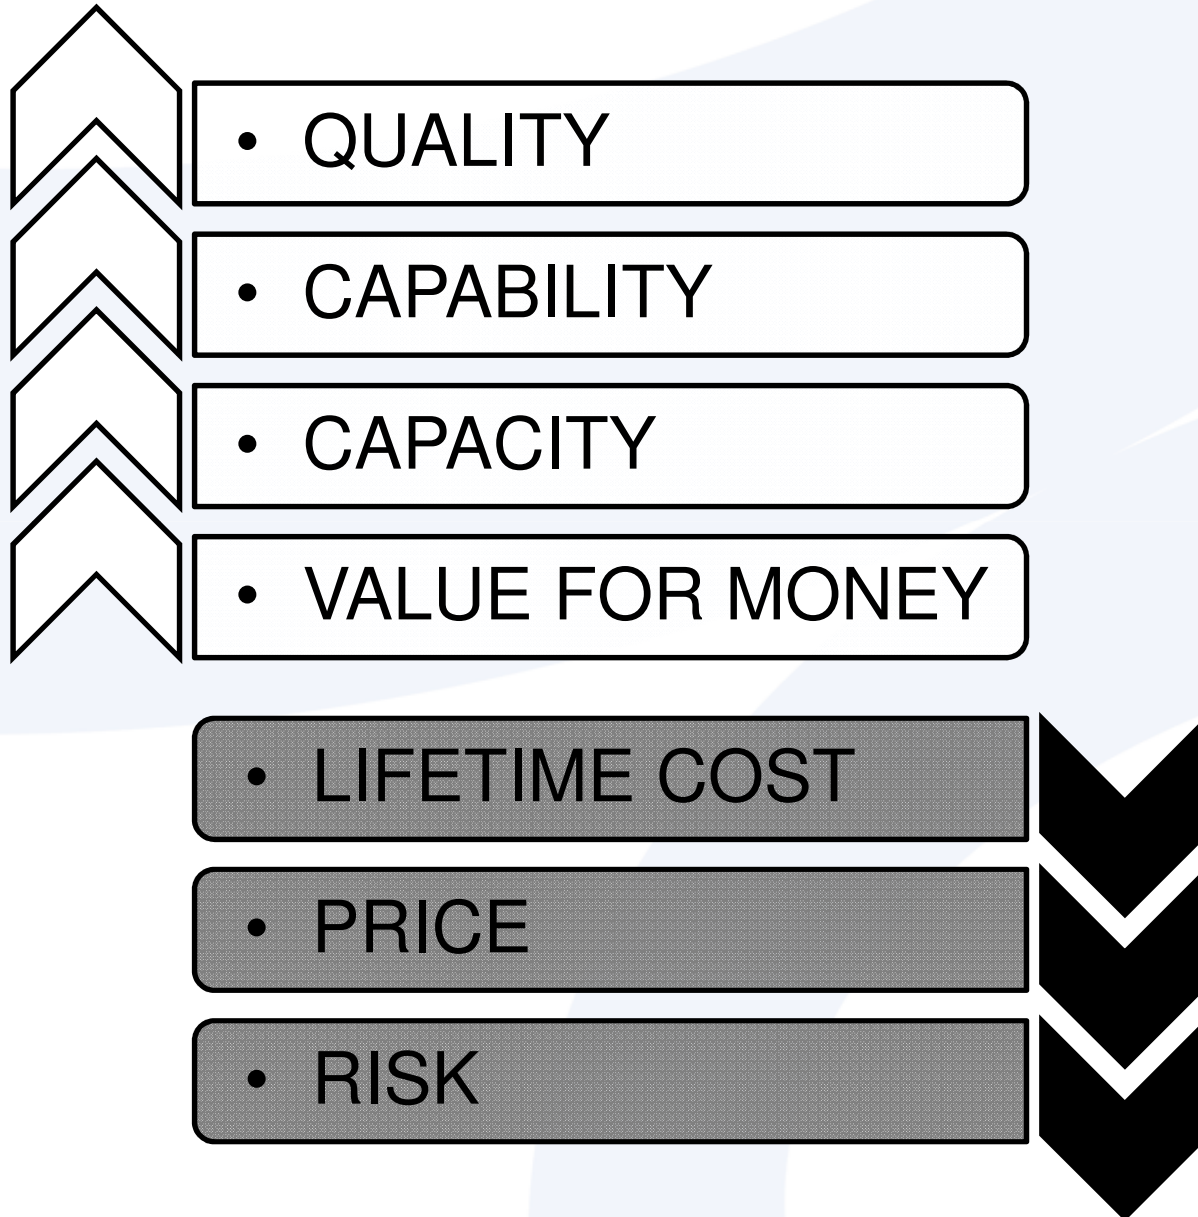 • QUALITY
• CAPABILITY
• CAPACITY
• VALUE FOR MONEY
• LIFETIME COST
• PRICE
• RISK